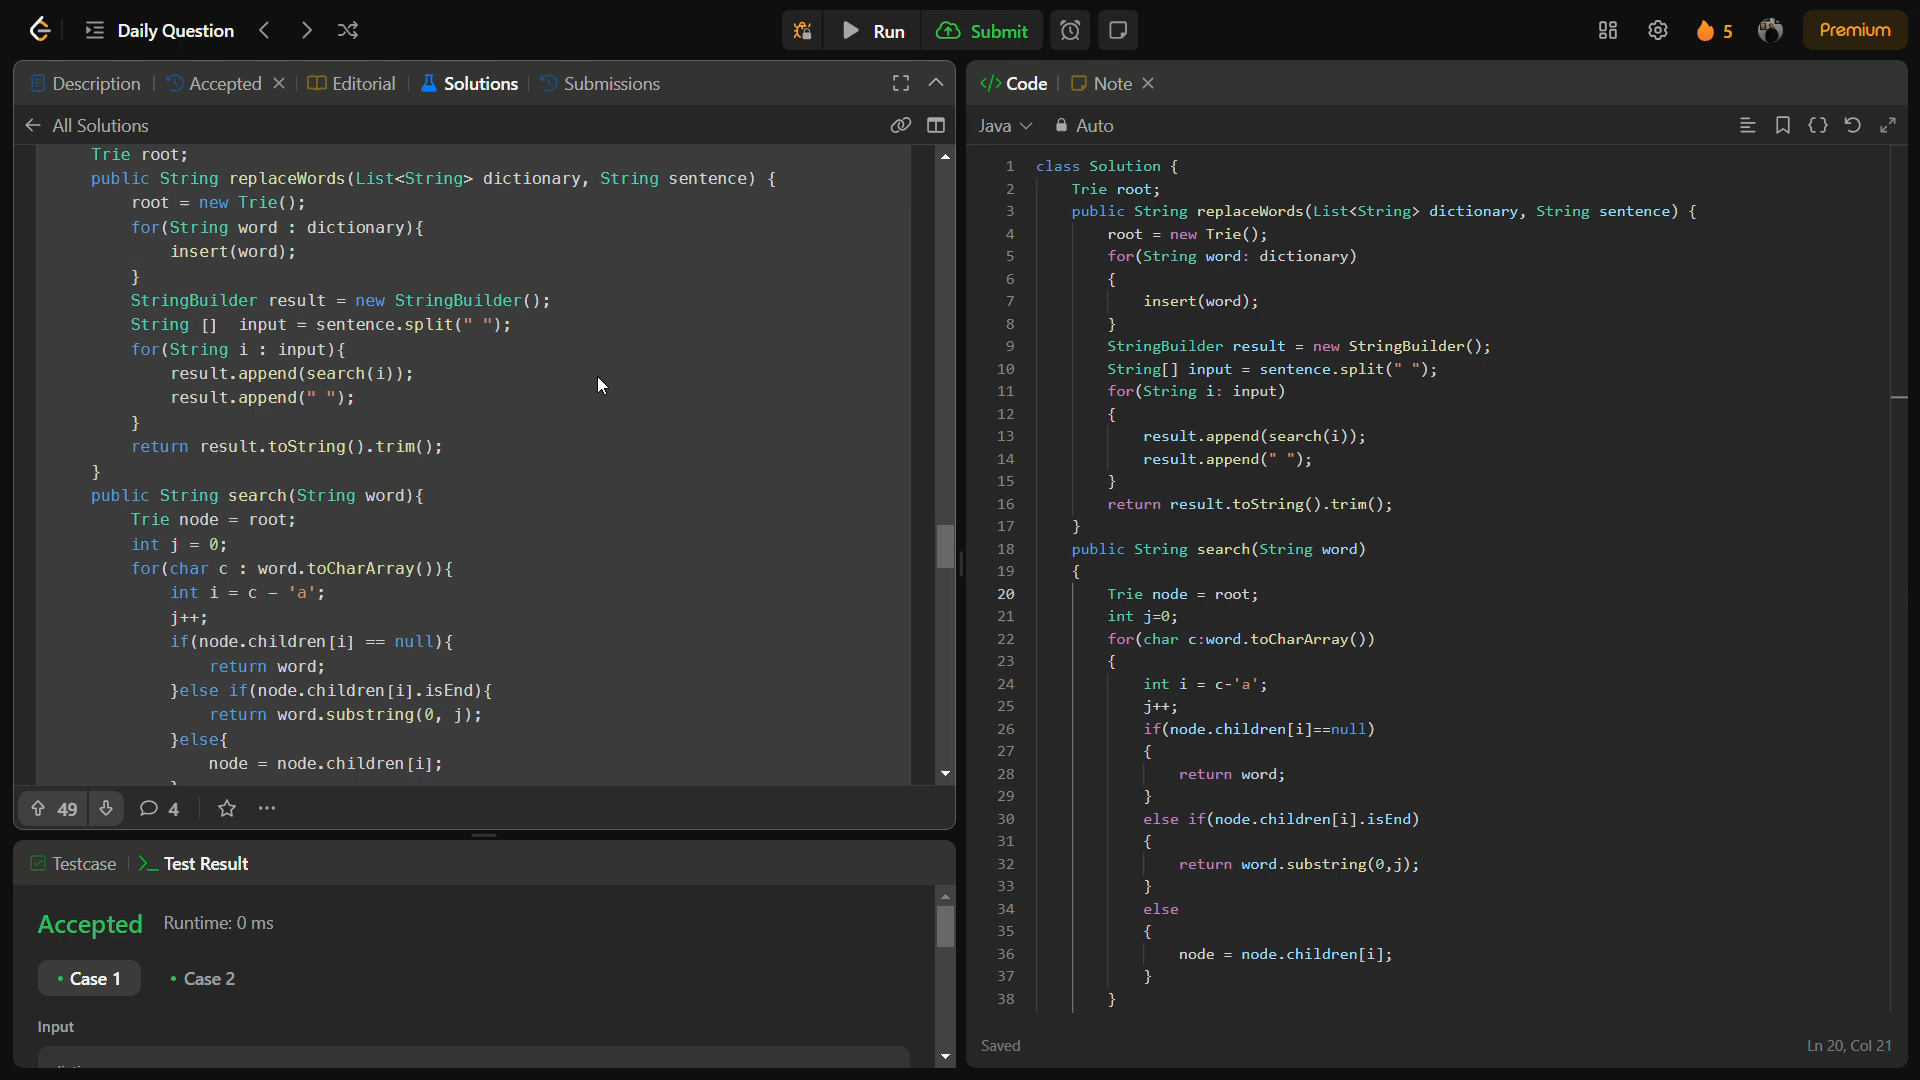 Daily Question
Run
Submit
5
Premium
Description
Accepted
Editorial
Solutions
Submissions
All Solutions
Trie root;
public String replaceWords(List<String> dictionary, String sentence) {
root = new Trie();
for(String word : dictionary){
insert(word);
}
StringBuilder result = new StringBuilder();
String [] input = sentence.split(" ");
for(String i : input){
result.append(search(i));
result.append(" ");
}
return result.toString().trim();
}
public String search(String word){
Trie node = root;
int j = 0;
for(char c : word.toCharArray()){
int i = c - 'a';
j++;
if(node.children[i] == null){
return word;
}else if(node.children[i].isEnd){
return word.substring(0, j);
}else{
node = node.children[i];
49
4
Testcase
Test Result
Accepted
Runtime: 0 ms
Case 1
Case 2
Input
</> Code
Note
Java
Auto
1 class Solution {
2 Trie root;
3 public String replaceWords(List<String> dictionary, String sentence) {
4 root = new Trie();
5 for(String word: dictionary)
6 {
7 insert(word);
8 }
9 StringBuilder result = new StringBuilder();
10 String[] input = sentence.split(" ");
11 for(String i: input)
12 {
13 result.append(search(i));
14 result.append(" ");
15 }
16 return result.toString().trim();
17 }
18 public String search(String word)
19 {
20 Trie node = root;
21 int j=0;
22 for(char c:word.toCharArray())
23 {
24 int i = c-'a';
25 j++;
26 if(node.children[i]==null)
27 {
28 return word;
29 }
30 else if(node.children[i].isEnd)
31 {
32 return word.substring(0,j);
33 }
34 else
35 {
36 node = node.children[i];
37 }
38 }
Saved
Ln 20, Col 21